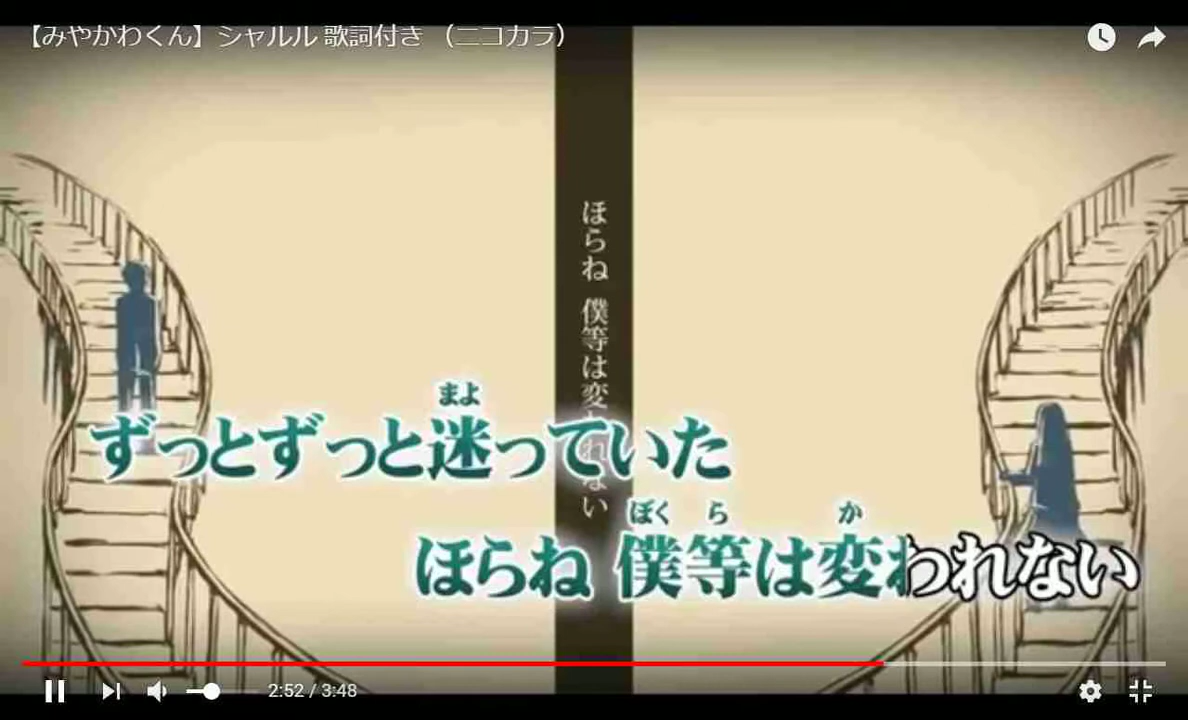 【みやかわくん】シャルル 歌詞付き （ニコカラ）
ほらね 僕等は変われない
まよ
ずっとずっと迷っていた
ぼく ら か
ほらね 僕等は変われない
2:52 / 3:48